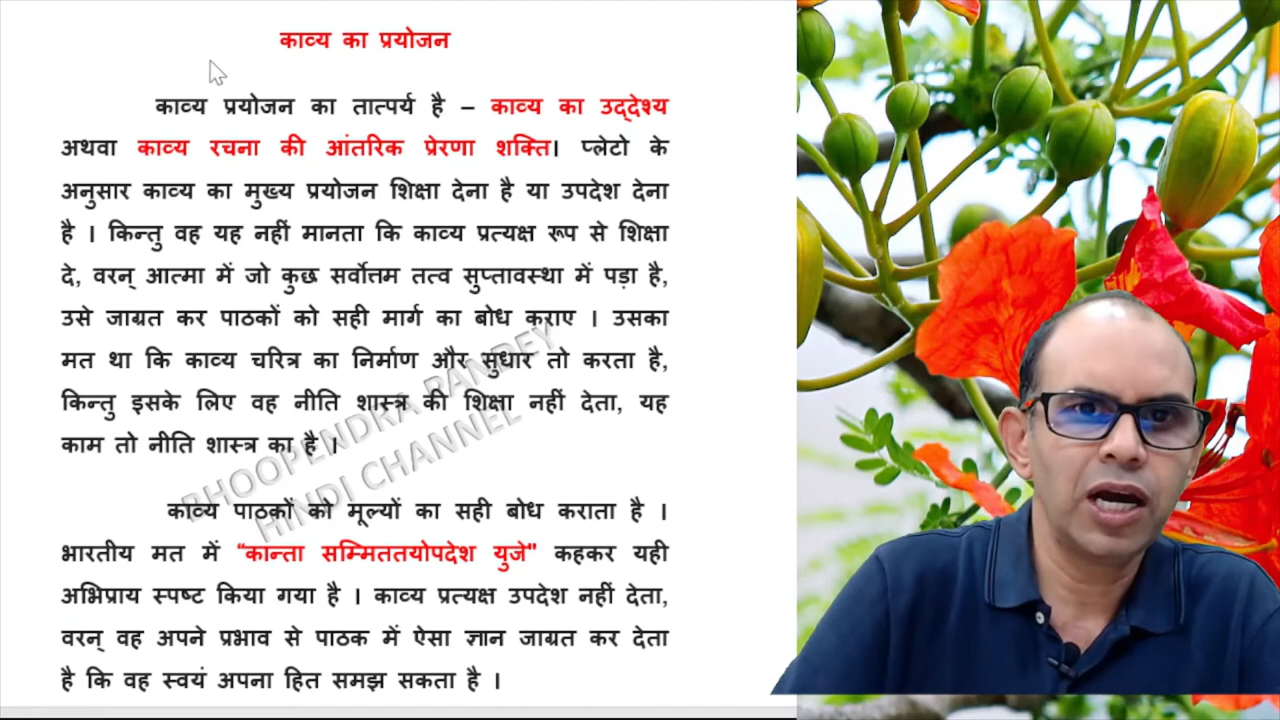 काव्य का प्रयोजन
काव्य प्रयोजन का तात्पर्य है – काव्य का उद्देश्य
अथवा काव्य रचना की आंतरिक प्रेरणा शक्ति। प्लेटो के
अनुसार काव्य का मुख्य प्रयोजन शिक्षा देना है या उपदेश देना
है । किन्तु वह यह नहीं मानता कि काव्य प्रत्यक्ष रूप से शिक्षा
दे, वरन् आत्मा में जो कुछ सर्वोत्तम तत्व सुप्तावस्था में पड़ा है,
उसे जाग्रत कर पाठकों को सही मार्ग का बोध कराए । उसका
मत था कि काव्य चरित्र का निर्माण और सुधार तो करता है,
किन्तु इसके लिए वह नीति शास्त्र की शिक्षा नहीं देता, यह
काम तो नीति शास्त्र का है ।
काव्य पाठकों को मूल्यों का सही बोध कराता है ।
भारतीय मत में “कान्ता सम्मिततयोपदेश युजे" कहकर यही
अभिप्राय स्पष्ट किया गया है । काव्य प्रत्यक्ष उपदेश नहीं देता,
वरन् वह अपने प्रभाव से पाठक में ऐसा ज्ञान जाग्रत कर देता
है कि वह स्वयं अपना हित समझ सकता है ।
BHOOPENDRA PANDEY
HINDI CHANNEL